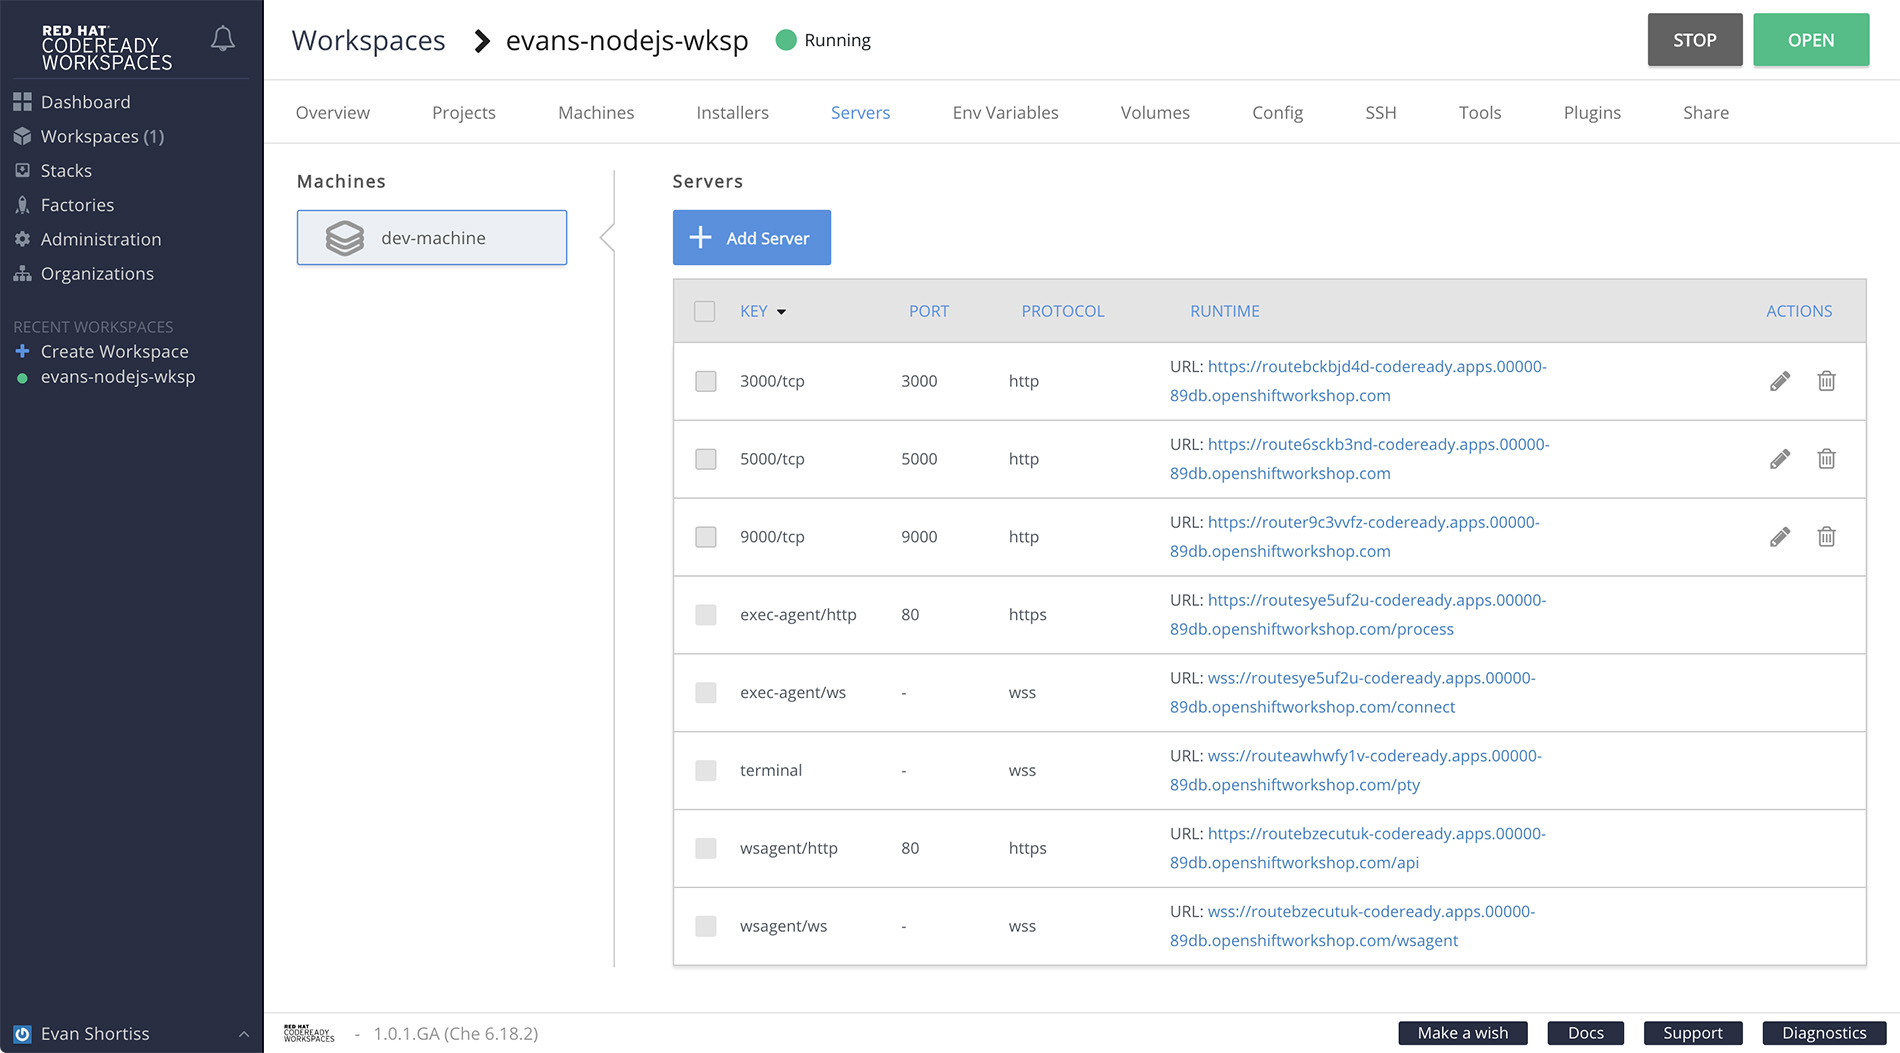 RED HAT
CODEREADY
WORKSPACES
Dashboard
Workspaces (1)
Stacks
Factories
Administration
Organizations
RECENT WORKSPACES
Create Workspace
evans-nodejs-wksp
Evan Shortiss
Workspaces evans-nodejs-wksp Running STOP OPEN
Overview Projects Machines Installers Servers Env Variables Volumes Config SSH Tools Plugins Share
Machines
dev-machine
Servers
Add Server
KEY PORT PROTOCOL RUNTIME ACTIONS
3000/tcp 3000 http URL: https://routebckbjd4d-codeready.apps.00000-
89db.openshiftworkshop.com
5000/tcp 5000 http URL: https://route6sckb3nd-codeready.apps.00000-
89db.openshiftworkshop.com
9000/tcp 9000 http URL: https://router9c3vvfz-codeready.apps.00000-
89db.openshiftworkshop.com
exec-agent/http 80 https URL: https://routesye5uf2u-codeready.apps.00000-
89db.openshiftworkshop.com/process
exec-agent/ws - wss URL: wss://routesye5uf2u-codeready.apps.00000-
89db.openshiftworkshop.com/connect
terminal - wss URL: wss://routeawhwfy1v-codeready.apps.00000-
89db.openshiftworkshop.com/pty
wsagent/http 80 https URL: https://routebzecutuk-codeready.apps.00000-
89db.openshiftworkshop.com/api
wsagent/ws - wss URL: wss://routebzecutuk-codeready.apps.00000-
89db.openshiftworkshop.com/wsagent
RED HAT
CODEREADY
WORKSPACES
- 1.0.1.GA (Che 6.18.2)
Make a wish Docs Support Diagnostics